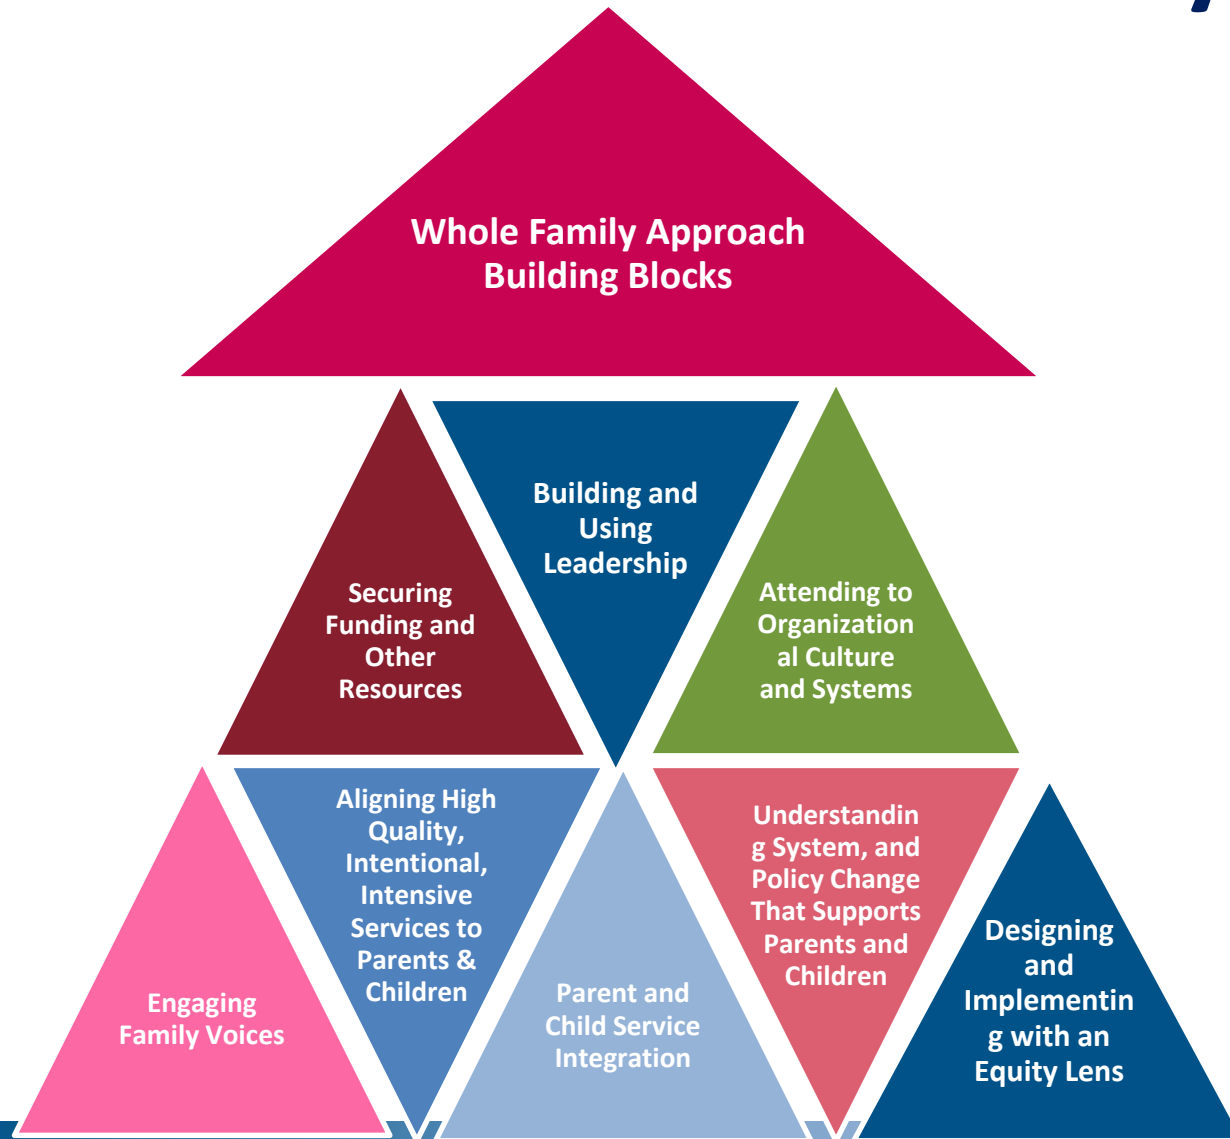 Whole Family Approach
Building Blocks
Building and
Using
Leadership
Securing
Funding and
Other
Resources
Attending to
Organization
al Culture
and Systems
Engaging
Family Voices
Aligning High
Quality,
Intentional,
Intensive
Services to
Parents &
Children
Parent and
Child Service
Integration
Understandin
g System, and
Policy Change
That Supports
Parents and
Children
Designing
and
Implementin
g with an
Equity Lens